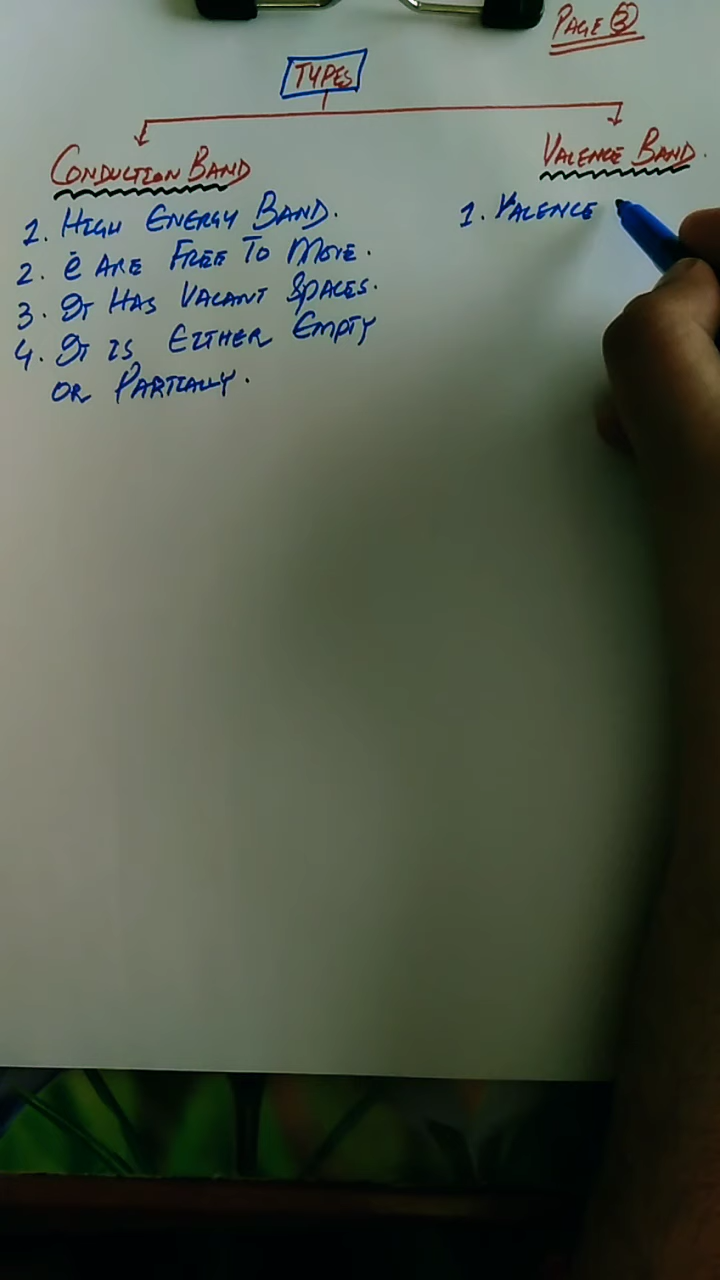 PAGE 3
TYPES
CONDUCTION BAND
1. HIGH ENERGY BAND.
2. ē ARE FREE TO MOVE.
3. It HAS VACANT SPACES.
4. It IS EITHER EMPTY
OR PARTIALLY.
VALENCE BAND.
1. VALENCE